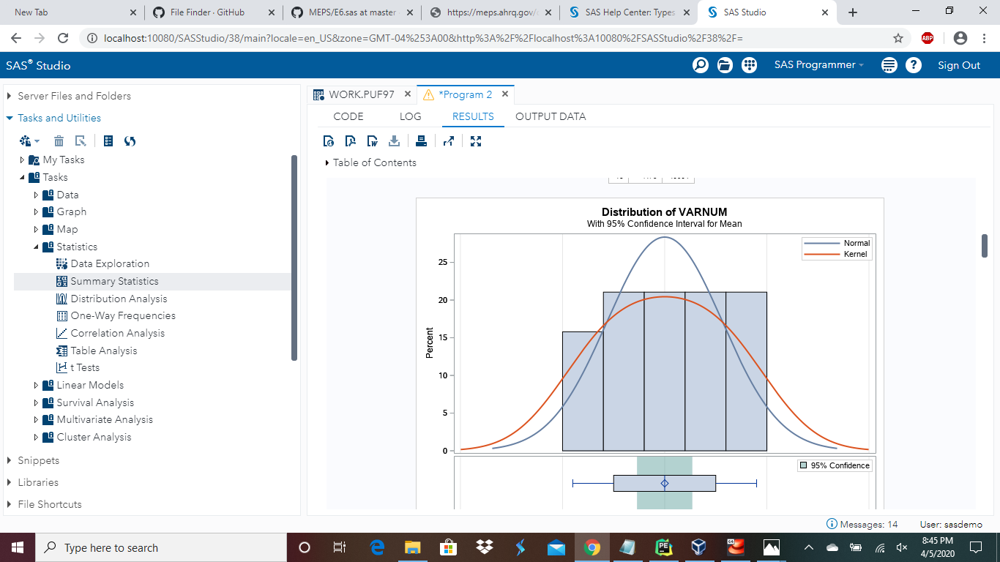 New Tab
File Finder · GitHub
MEPS/E6.sas at master
https://meps.ahrq.gov/
SAS Help Center: Types
SAS Studio
localhost:10080/SASStudio/38/main?locale=en_US&zone=GMT-04%253A00&http%3A%2F%2Flocalhost%3A10080%2FSASStudio%2F38%2F=
ABP
SAS® Studio
SAS Programmer
Sign Out
Server Files and Folders
Tasks and Utilities
My Tasks
Tasks
Data
Graph
Map
Statistics
Data Exploration
Summary Statistics
Distribution Analysis
One-Way Frequencies
Correlation Analysis
Table Analysis
t Tests
Linear Models
Survival Analysis
Multivariate Analysis
Cluster Analysis
Snippets
Libraries
File Shortcuts
WORK.PUF97
*Program 2
CODE LOG RESULTS OUTPUT DATA
Table of Contents
Distribution of VARNUM
With 95% Confidence Interval for Mean
Normal
Kernel
Percent
25
20
15
10
5
0
95% Confidence
Messages: 14
User: sasdemo
Type here to search
8:45 PM
4/5/2020